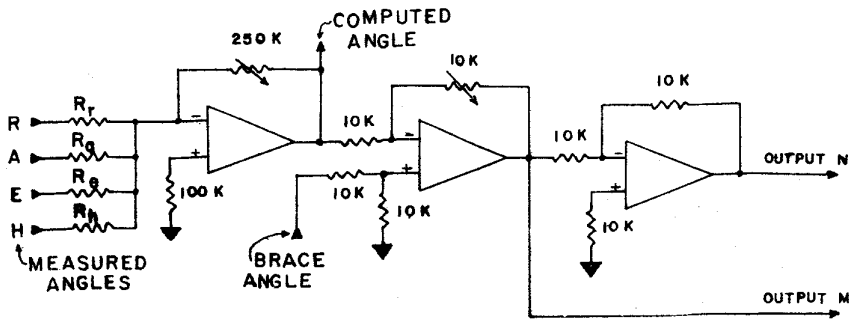 COMPUTED
ANGLE
250 K
10 K
10 K
R
Rr
-
+
A
Ra
E
Re
H
Rh
100 K
10 K
-
+
10 K
10 K
10 K
-
+
10 K
OUTPUT N
MEASURED
ANGLES
BRACE
ANGLE
OUTPUT M